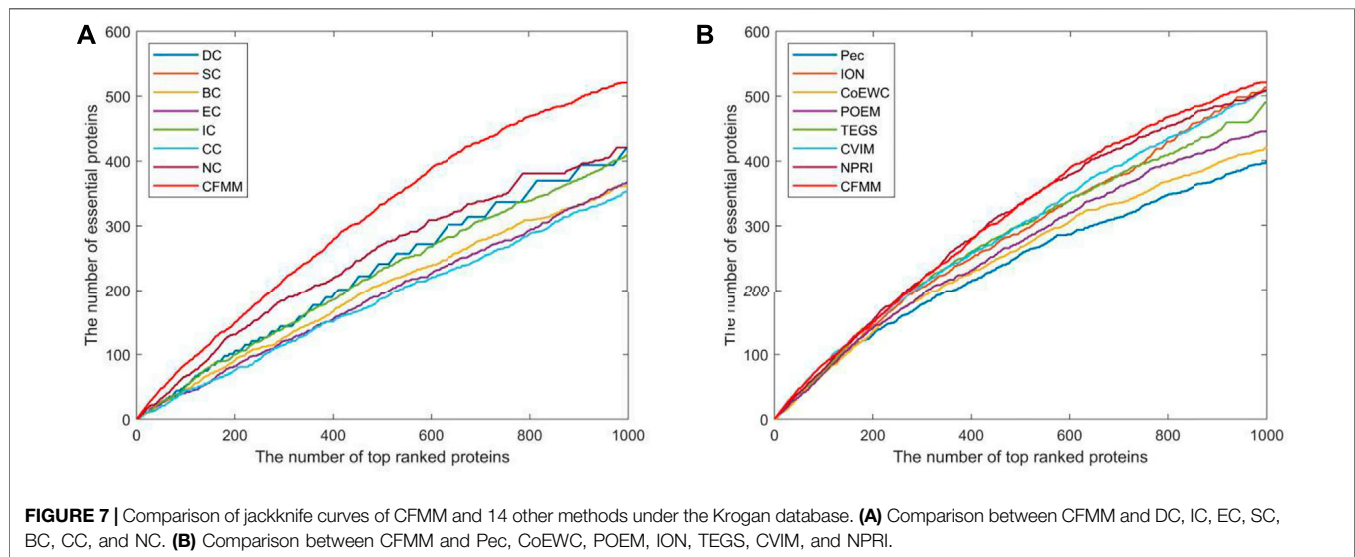 A
600
500
400
300
200
100
0
0
200
400
600
800
1000
The number of essential proteins
The number of top ranked proteins
DC
SC
BC
EC
IC
CC
NC
CFMM
B
600
500
400
300
200
100
0
0
200
400
600
800
1000
The number of essential proteins
The number of top ranked proteins
Pec
ION
CoEWC
POEM
TEGS
CVIM
NPRI
CFMM
FIGURE 7 | Comparison of jackknife curves of CFMM and 14 other methods under the Krogan database. (A) Comparison between CFMM and DC, IC, EC, SC,
BC, CC, and NC. (B) Comparison between CFMM and Pec, CoEWC, POEM, ION, TEGS, CVIM, and NPRI.